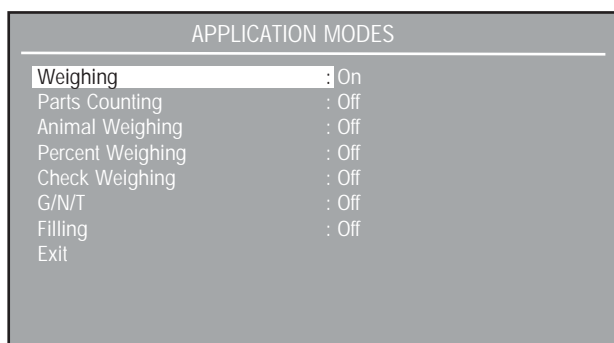 APPLICATION MODES
Weighing : On
Parts Counting : Off
Animal Weighing : Off
Percent Weighing : Off
Check Weighing : Off
G/N/T : Off
Filling : Off
Exit